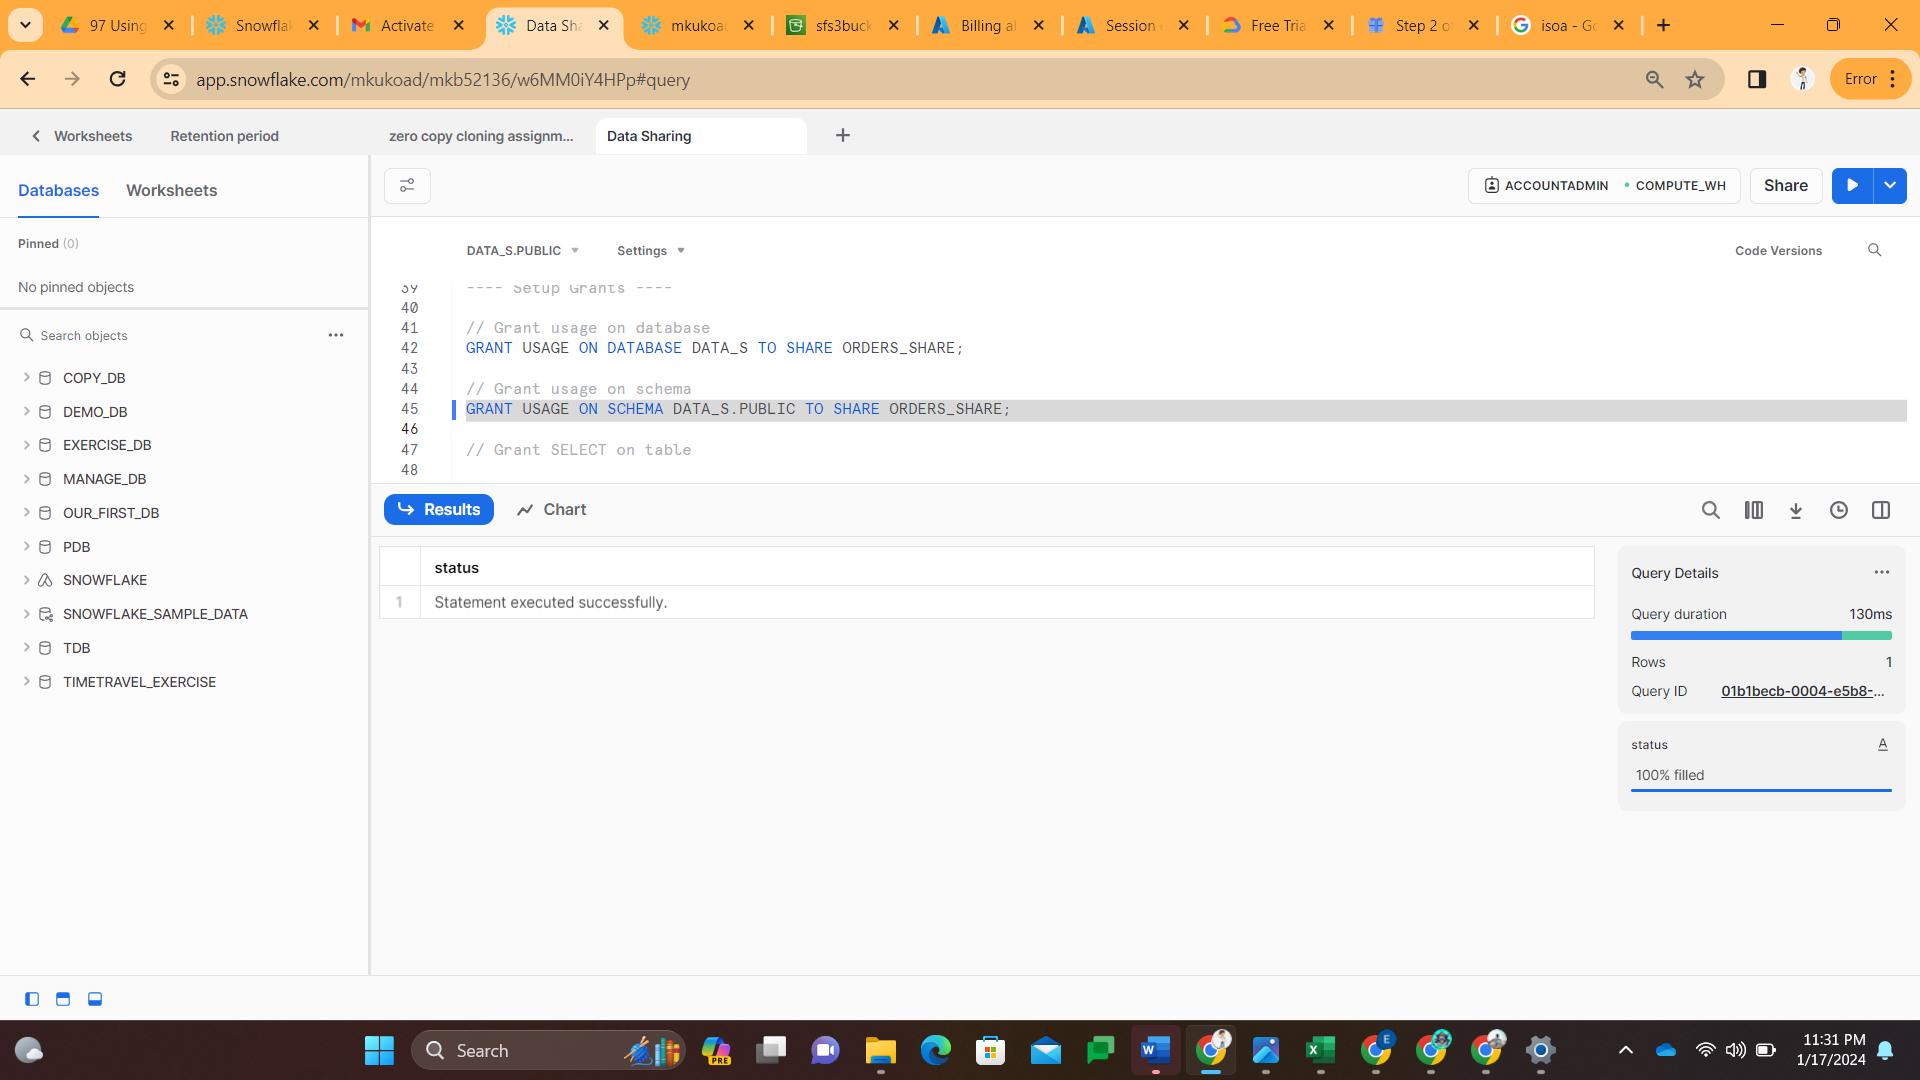 97 Using
Snowflak
Activate
Data Sha
mkukoad
sfs3buck
Billing al
Session
Free Tria
Step 2 o
isoa - Go
app.snowflake.com/mkukoad/mkb52136/w6MM0iY4HPp#query
Error
Worksheets
Retention period
zero copy cloning assignm...
Data Sharing
Databases
Worksheets
ACCOUNTADMIN
COMPUTE_WH
Share
Pinned (0)
No pinned objects
Search objects
COPY_DB
DEMO_DB
EXERCISE_DB
MANAGE_DB
OUR_FIRST_DB
PDB
SNOWFLAKE
SNOWFLAKE_SAMPLE_DATA
TDB
TIMETRAVEL_EXERCISE
DATA_S.PUBLIC
Settings
Code Versions
39 ---- Setup Grants ----
40
41 // Grant usage on database
42 GRANT USAGE ON DATABASE DATA_S TO SHARE ORDERS_SHARE;
43
44 // Grant usage on schema
45 GRANT USAGE ON SCHEMA DATA_S.PUBLIC TO SHARE ORDERS_SHARE;
46
47 // Grant SELECT on table
48
Results
Chart
status
1 Statement executed successfully.
Query Details
Query duration 130ms
Rows 1
Query ID 01b1becb-0004-e5b8-...
status A
100% filled
Search
PRE
W
X
E
11:31 PM
1/17/2024